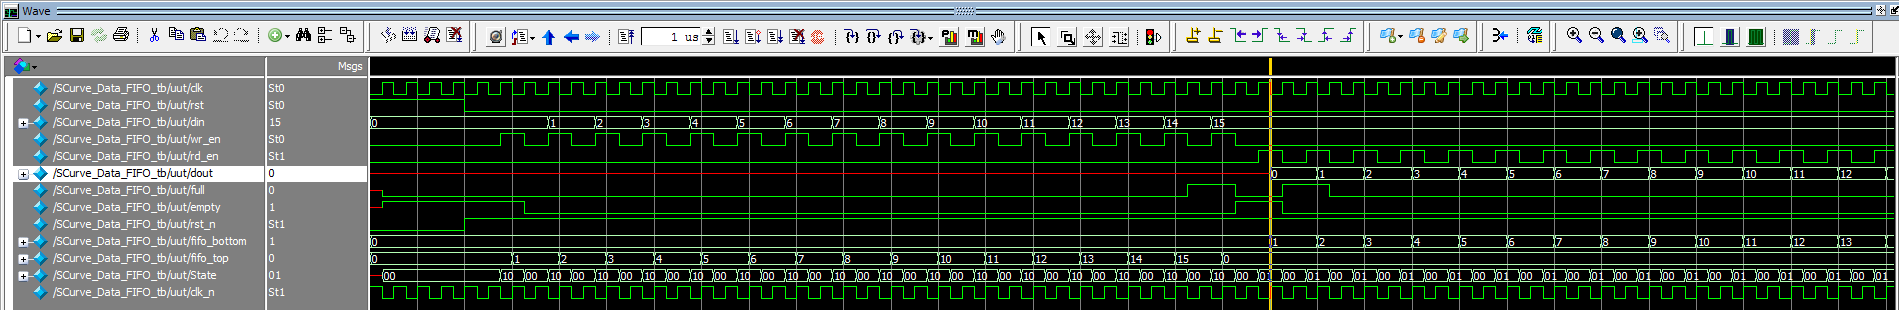 Wave
1 us
Msgs
/SCurve_Data_FIFO_tb/uut/clk St0
/SCurve_Data_FIFO_tb/uut/rst St0
/SCurve_Data_FIFO_tb/uut/din 15 0 1 2 3 4 5 6 7 8 9 10 11 12 13 14 15
/SCurve_Data_FIFO_tb/uut/wr_en St0
/SCurve_Data_FIFO_tb/uut/rd_en St1
/SCurve_Data_FIFO_tb/uut/dout 0 0 1 2 3 4 5 6 7 8 9 10 11 12
/SCurve_Data_FIFO_tb/uut/full 0
/SCurve_Data_FIFO_tb/uut/empty 1
/SCurve_Data_FIFO_tb/uut/rst_n St1
/SCurve_Data_FIFO_tb/uut/fifo_bottom 1 0 1 2 3 4 5 6 7 8 9 10 11 12 13
/SCurve_Data_FIFO_tb/uut/fifo_top 0 0 1 2 3 4 5 6 7 8 9 10 11 12 13 14 15 0
/SCurve_Data_FIFO_tb/uut/State 01 00 10 00 10 00 10 00 10 00 10 00 10 00 10 00 10 00 10 00 10 00 10 00 10 00 10 00 10 00 10 00 10 00 01 00 01 00 01 00 01 00 01 00 01 00 01 00 01 00 01 00 01 00 01 00 01 00 01 00 01
/SCurve_Data_FIFO_tb/uut/clk_n St1